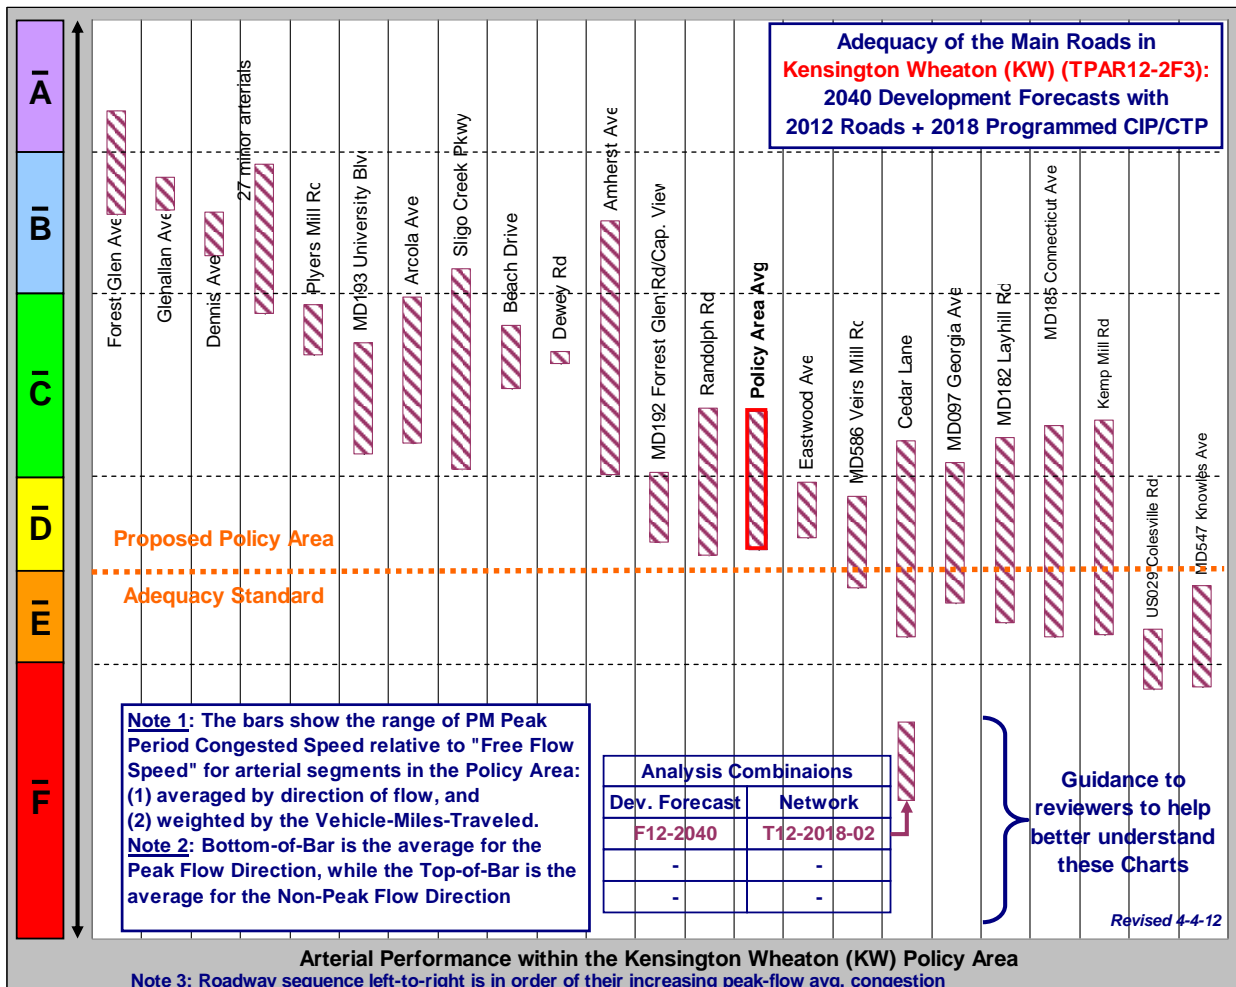 Adequacy of the Main Roads in
Kensington Wheaton (KW) (TPAR12-2F3):
2040 Development Forecasts with
2012 Roads + 2018 Programmed CIP/CTP
A
B
C
D
E
F
Forest Glen Ave
Glenallan Ave
Dennis Ave
27 minor arterials
Plyers Mill Rd
MD193 University Blvd
Arcola Ave
Sligo Creek Pkwy
Beach Drive
Dewey Rd
Amherst Ave
MD192 Forrest Glen Rd/Cap. View
Randolph Rd
Policy Area Avg
Eastwood Ave
MD586 Veirs Mill Rd
Cedar Lane
MD097 Georgia Ave
MD182 Layhill Rd
MD185 Connecticut Ave
Kemp Mill Rd
US029 Colesville Rd
MD547 Knowles Ave
Proposed Policy Area
Adequacy Standard
Note 1: The bars show the range of PM Peak
Period Congested Speed relative to "Free Flow
Speed" for arterial segments in the Policy Area:
(1) averaged by direction of flow, and
(2) weighted by the Vehicle-Miles-Traveled.
Note 2: Bottom-of-Bar is the average for the
Peak Flow Direction, while the Top-of-Bar is the
average for the Non-Peak Flow Direction
Analysis Combinaions
Dev. Forecast Network
F12-2040 T12-2018-02
- -
- -
Guidance to
reviewers to help
better understand
these Charts
Revised 4-4-12
Arterial Performance within the Kensington Wheaton (KW) Policy Area
Note 3: Roadway sequence left-to-right is in order of their increasing peak-flow avg. congestion